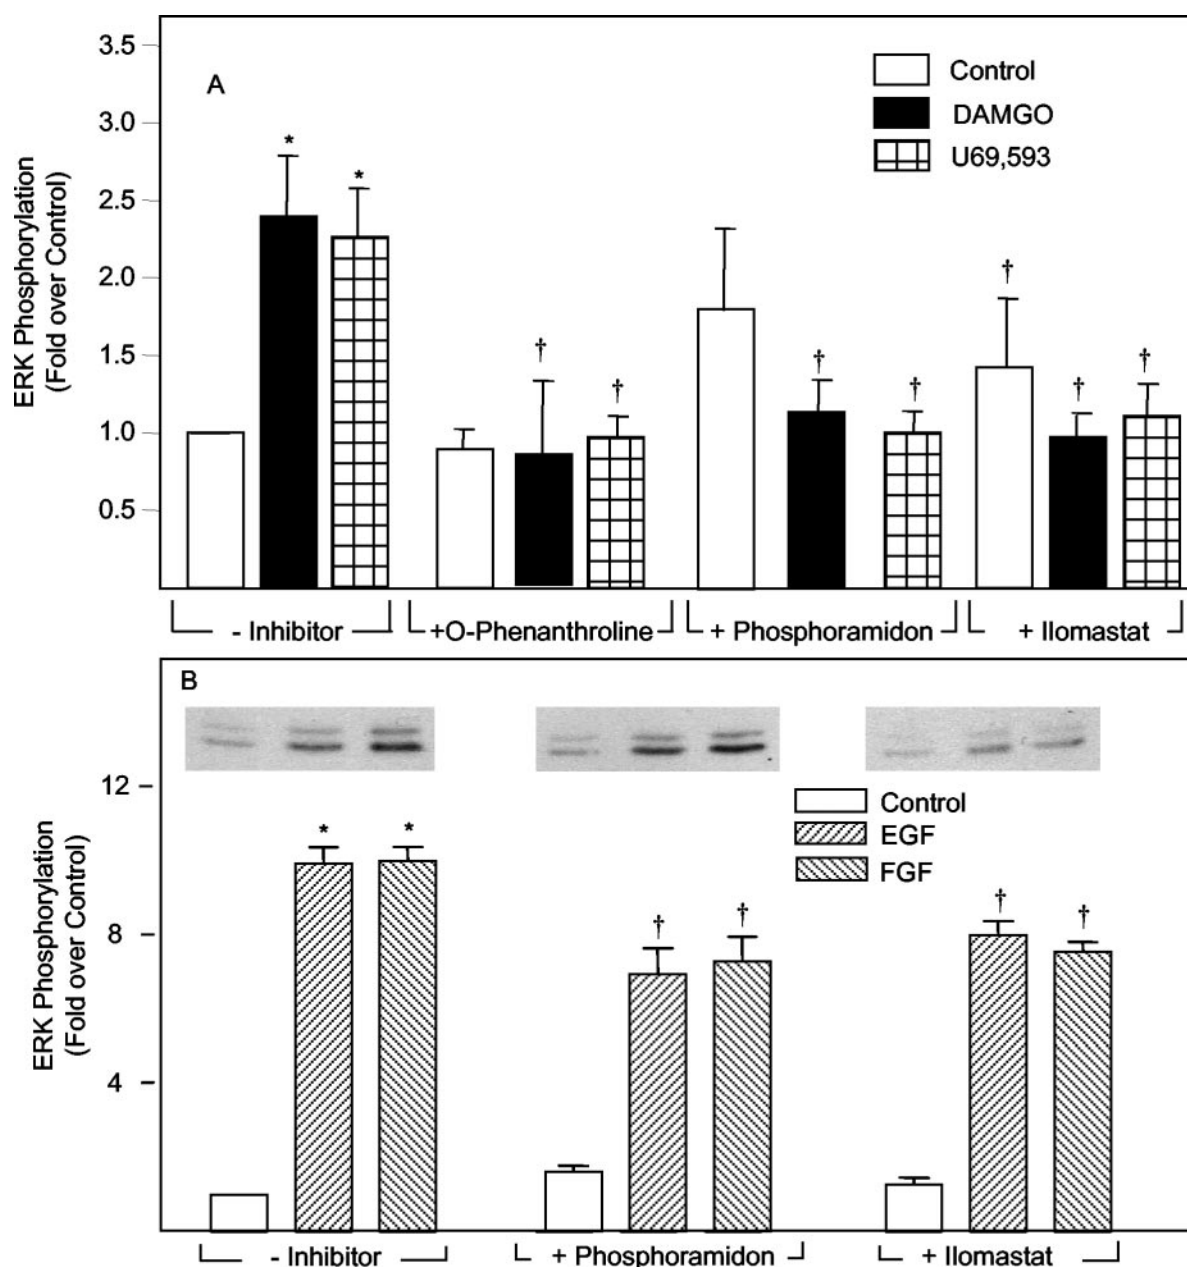 A
Control
DAMGO
U69,593
ERK Phosphorylation
(Fold over Control)
3.5
3.0
2.5
2.0
1.5
1.0
0.5
* * † † † † † † †
- Inhibitor +O-Phenanthroline + Phosphoramidon + Ilomastat
B
Control
EGF
FGF
ERK Phosphorylation
(Fold over Control)
12
8
4
* * † † † †
- Inhibitor + Phosphoramidon + Ilomastat